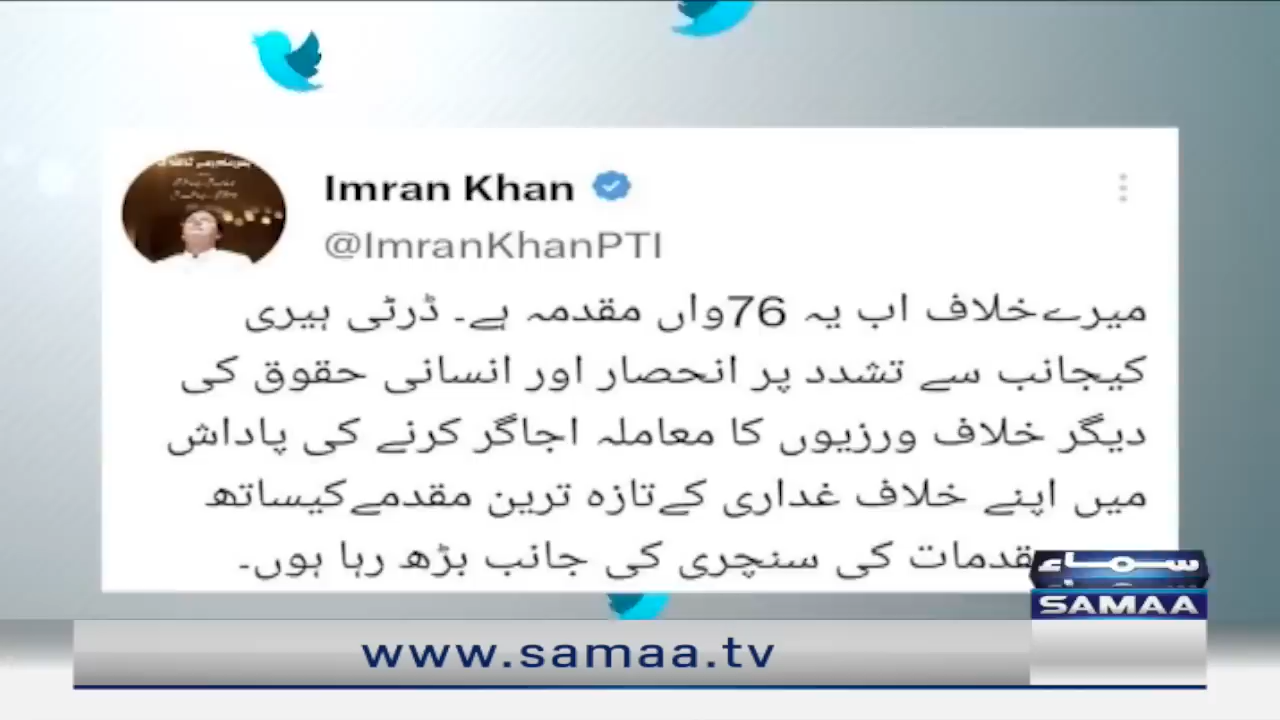 Imran Khan
@ImranKhanPTI
میرےخلاف اب یہ 76واں مقدمہ ہے۔ ڈرٹی ہیری
کیجانب سے تشدد پر انحصار اور انسانی حقوق کی
دیگر خلاف ورزیوں کا معاملہ اجاگر کرنے کی پاداش
میں اپنے خلاف غداری کےتازہ ترین مقدمےکیساتھ
کی سنچری کی جانب بڑھ رہا ہوں۔
سماء
SAMAA
www.samaa.tv